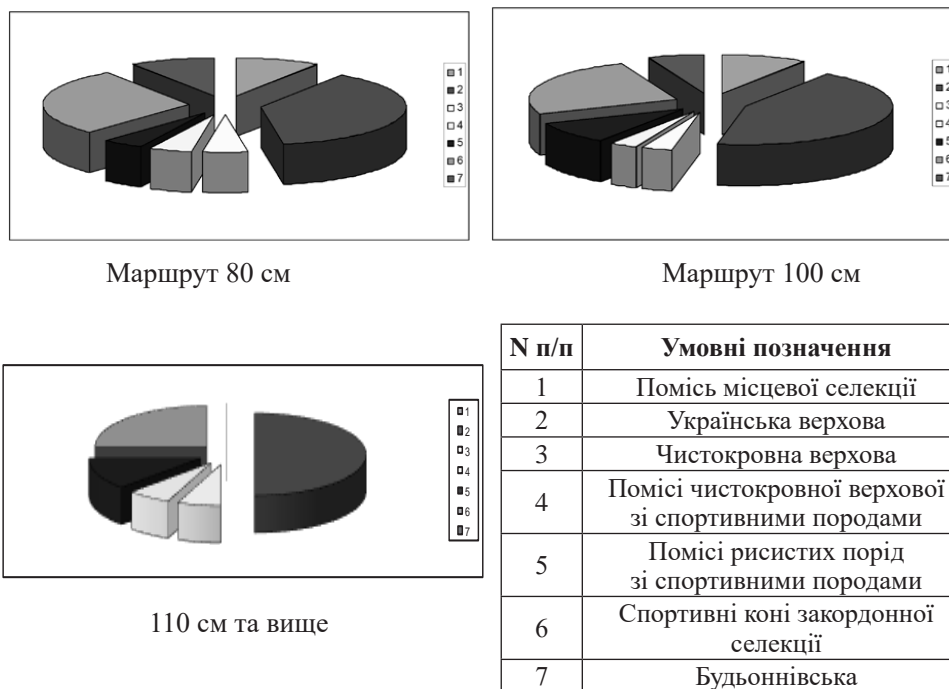 1
2
3
4
5
6
7
1
2
3
4
5
6
7
Маршрут 80 см
Маршрут 100 см
1
2
3
4
5
6
7
110 см та вище
N п/п Умовні позначення
1 Помісь місцевої селекції
2 Українська верхова
3 Чистокровна верхова
4 Помісі чистокровної верхової
зі спортивними породами
5 Помісі рисистих порід
зі спортивними породами
6 Спортивні коні закордонної
селекції
7 Будьоннівська